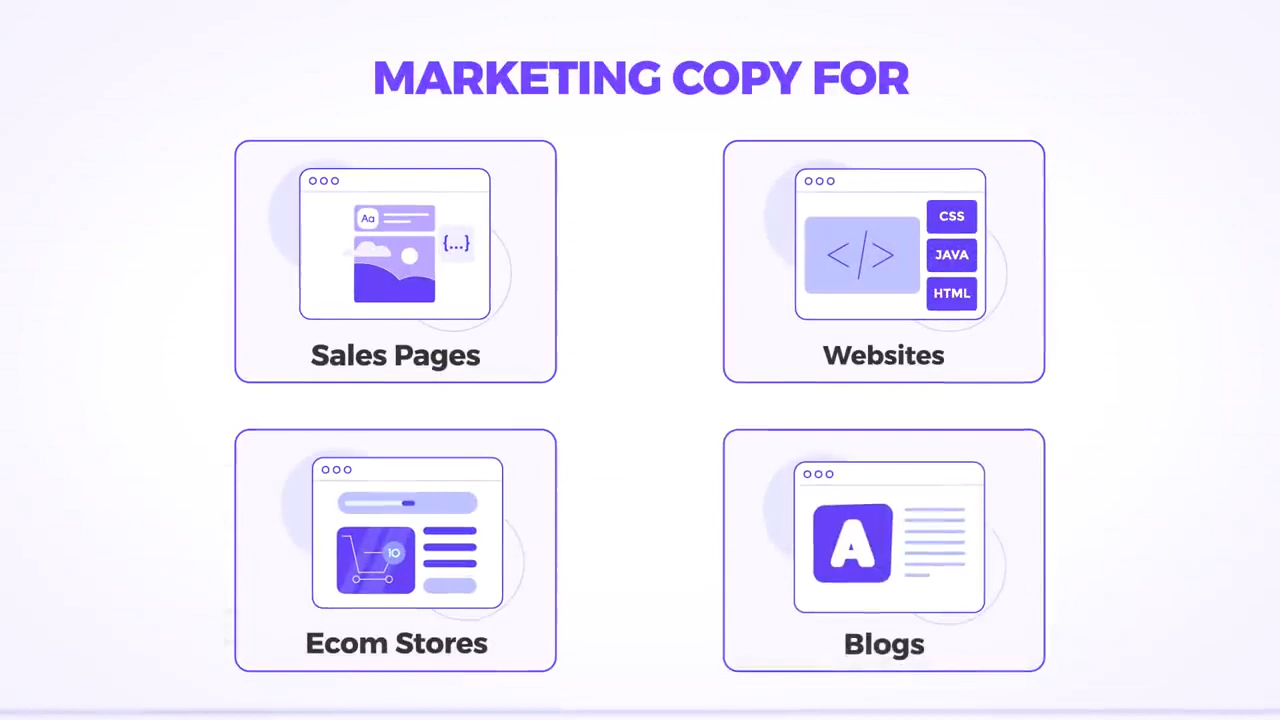 MARKETING COPY FOR
Aa
{...}
Sales Pages
</>
CSS
JAVA
HTML
Websites
10
Ecom Stores
A
Blogs